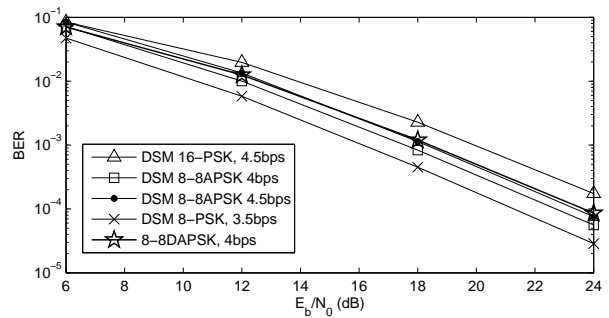 10⁻¹
10⁻²
10⁻³
10⁻⁴
10⁻⁵
BER
DSM 16−PSK, 4.5bps
DSM 8−8APSK 4bps
DSM 8−8APSK 4.5bps
DSM 8−PSK, 3.5bps
8−8DAPSK, 4bps
6 8 10 12 14 16 18 20 22 24
E_b/N_0 (dB)